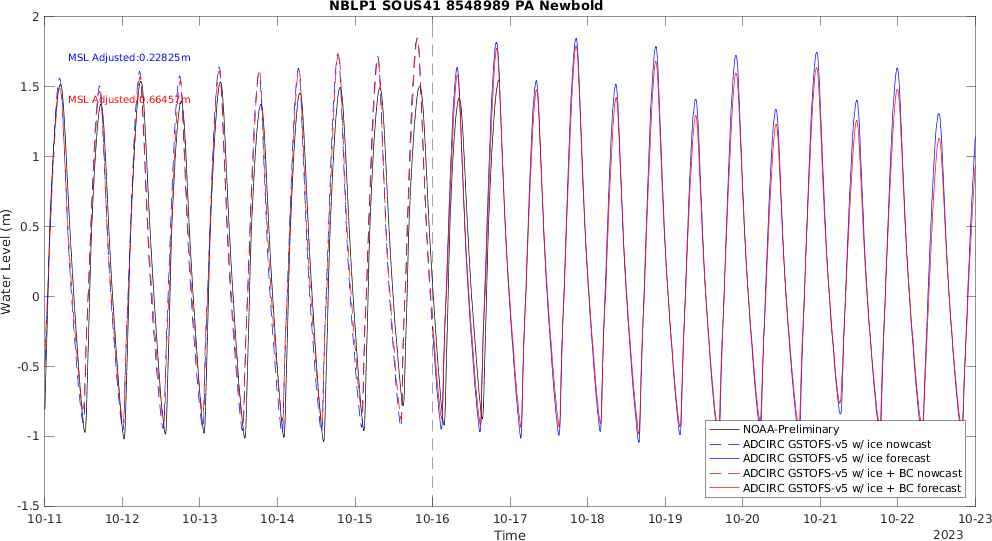 NBLP1 SOUS41 8548989 PA Newbold
2
1.5
1
0.5
0
-0.5
-1
-1.5
Water Level (m)
MSL Adjusted:0.22825m
MSL Adjusted:0.66457m
NOAA-Preliminary
ADCIRC GSTOFS-v5 w/ ice nowcast
ADCIRC GSTOFS-v5 w/ ice forecast
ADCIRC GSTOFS-v5 w/ ice + BC nowcast
ADCIRC GSTOFS-v5 w/ ice + BC forecast
10-11 10-12 10-13 10-14 10-15 10-16 10-17 10-18 10-19 10-20 10-21 10-22 10-23
Time
2023